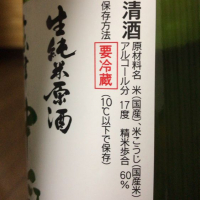 清酒
原材料名 米(国産)、米こうじ(国産米)
アルコール分 17度 精米歩合 60%
保存方法 要冷蔵 (10℃以下で保存)
生純米原酒